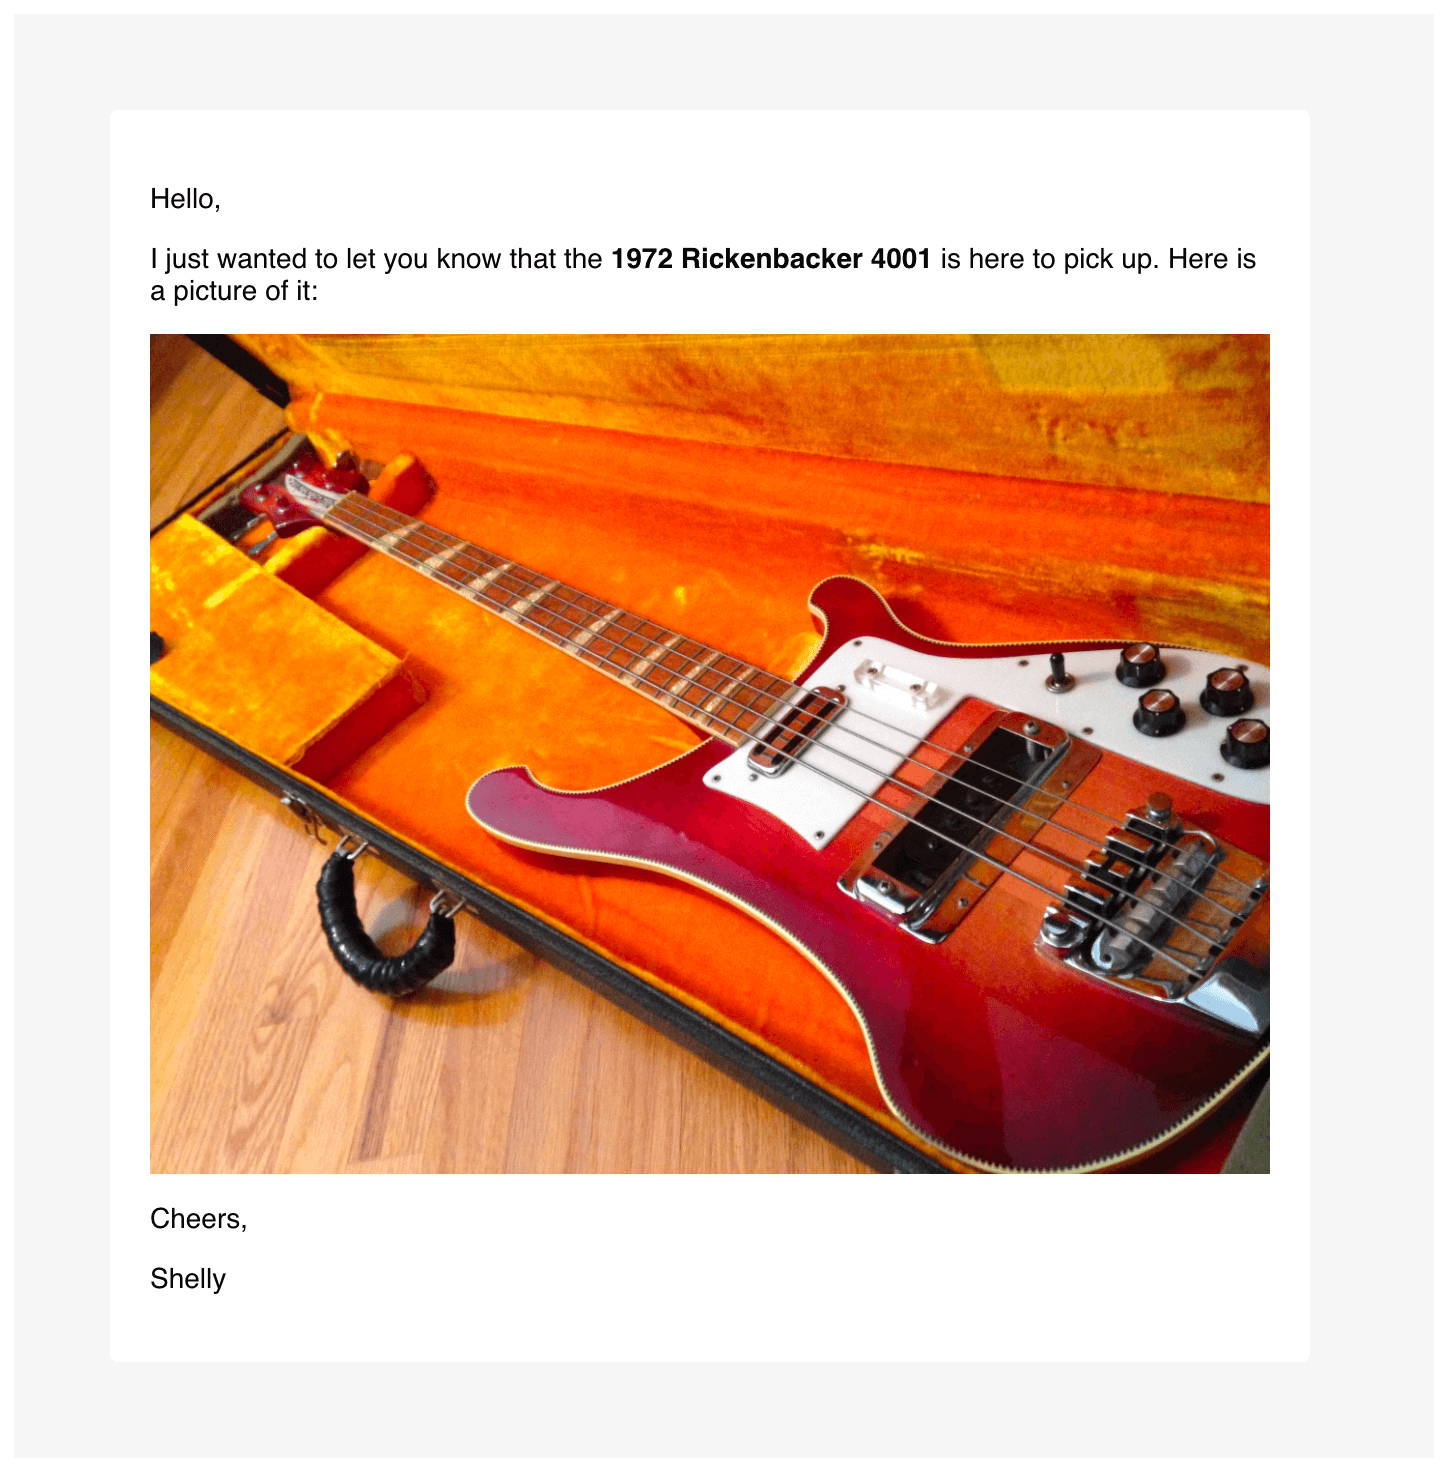 Hello,
I just wanted to let you know that the 1972 Rickenbacker 4001 is here to pick up. Here is
a picture of it:
Cheers,
Shelly